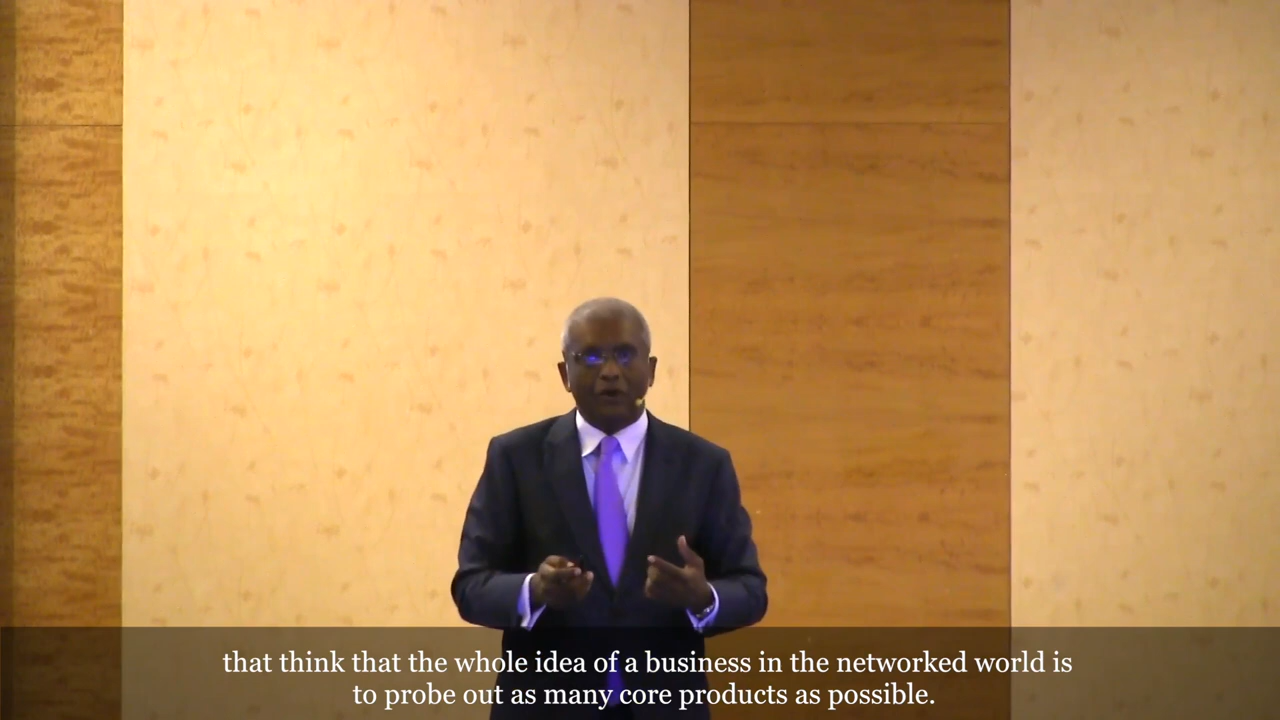 that think that the whole idea of a business in the networked world is
to probe out as many core products as possible.